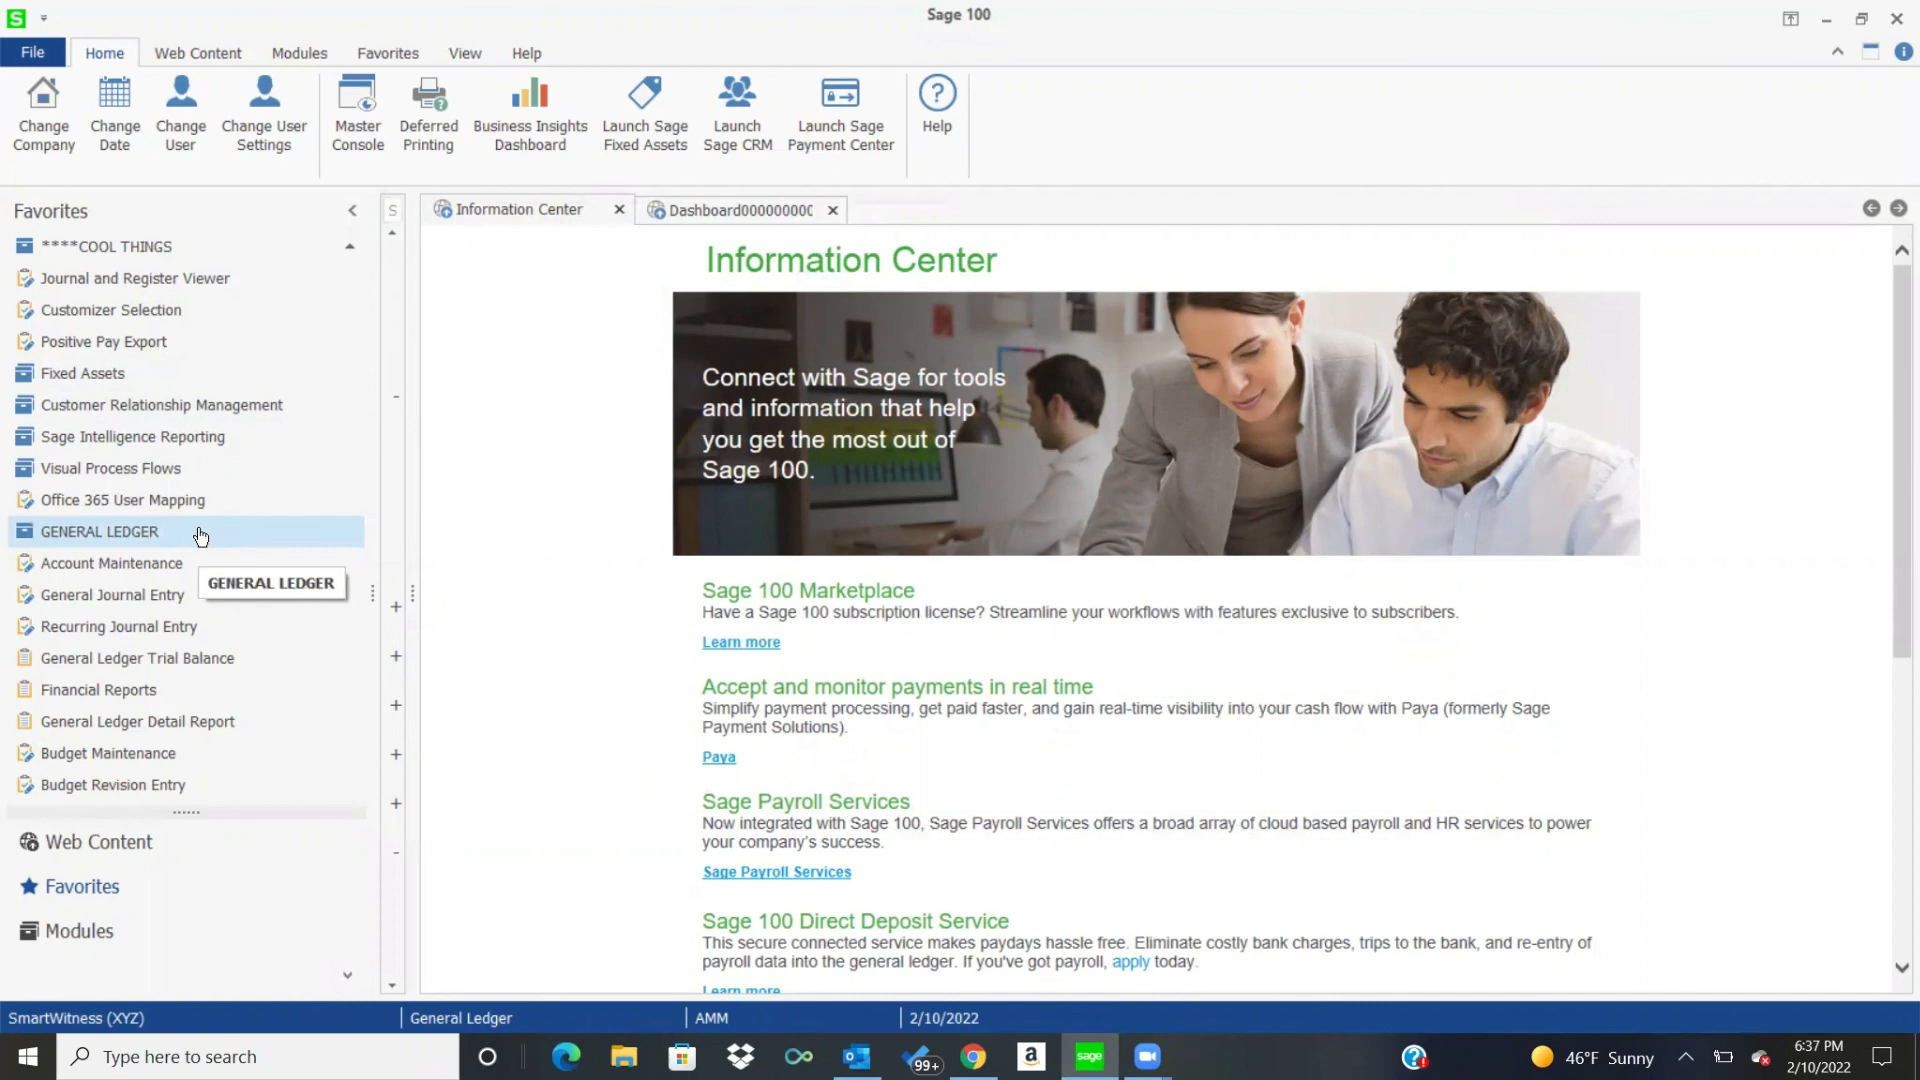 S
Sage 100
File
Home
Web Content
Modules
Favorites
View
Help
Change Company
Change Date
Change User
Change User Settings
Master Console
Deferred Printing
Business Insights Dashboard
Launch Sage Fixed Assets
Launch Sage CRM
Launch Sage Payment Center
Help
Favorites
****COOL THINGS
Journal and Register Viewer
Customizer Selection
Positive Pay Export
Fixed Assets
Customer Relationship Management
Sage Intelligence Reporting
Visual Process Flows
Office 365 User Mapping
GENERAL LEDGER
Account Maintenance
GENERAL LEDGER
General Journal Entry
Recurring Journal Entry
General Ledger Trial Balance
Financial Reports
General Ledger Detail Report
Budget Maintenance
Budget Revision Entry
Web Content
Favorites
Modules
S
Information Center
Dashboard000000000
Information Center
Connect with Sage for tools
and information that help
you get the most out of
Sage 100.
Sage 100 Marketplace
Have a Sage 100 subscription license? Streamline your workflows with features exclusive to subscribers.
Learn more
Accept and monitor payments in real time
Simplify payment processing, get paid faster, and gain real-time visibility into your cash flow with Paya (formerly Sage
Payment Solutions).
Paya
Sage Payroll Services
Now integrated with Sage 100, Sage Payroll Services offers a broad array of cloud based payroll and HR services to power
your company's success.
Sage Payroll Services
Sage 100 Direct Deposit Service
This secure connected service makes paydays hassle free. Eliminate costly bank charges, trips to the bank, and re-entry of
payroll data into the general ledger. If you've got payroll, apply today.
Learn more
SmartWitness (XYZ)
General Ledger
AMM
2/10/2022
Type here to search
99+
a
sage
46°F Sunny
6:37 PM
2/10/2022